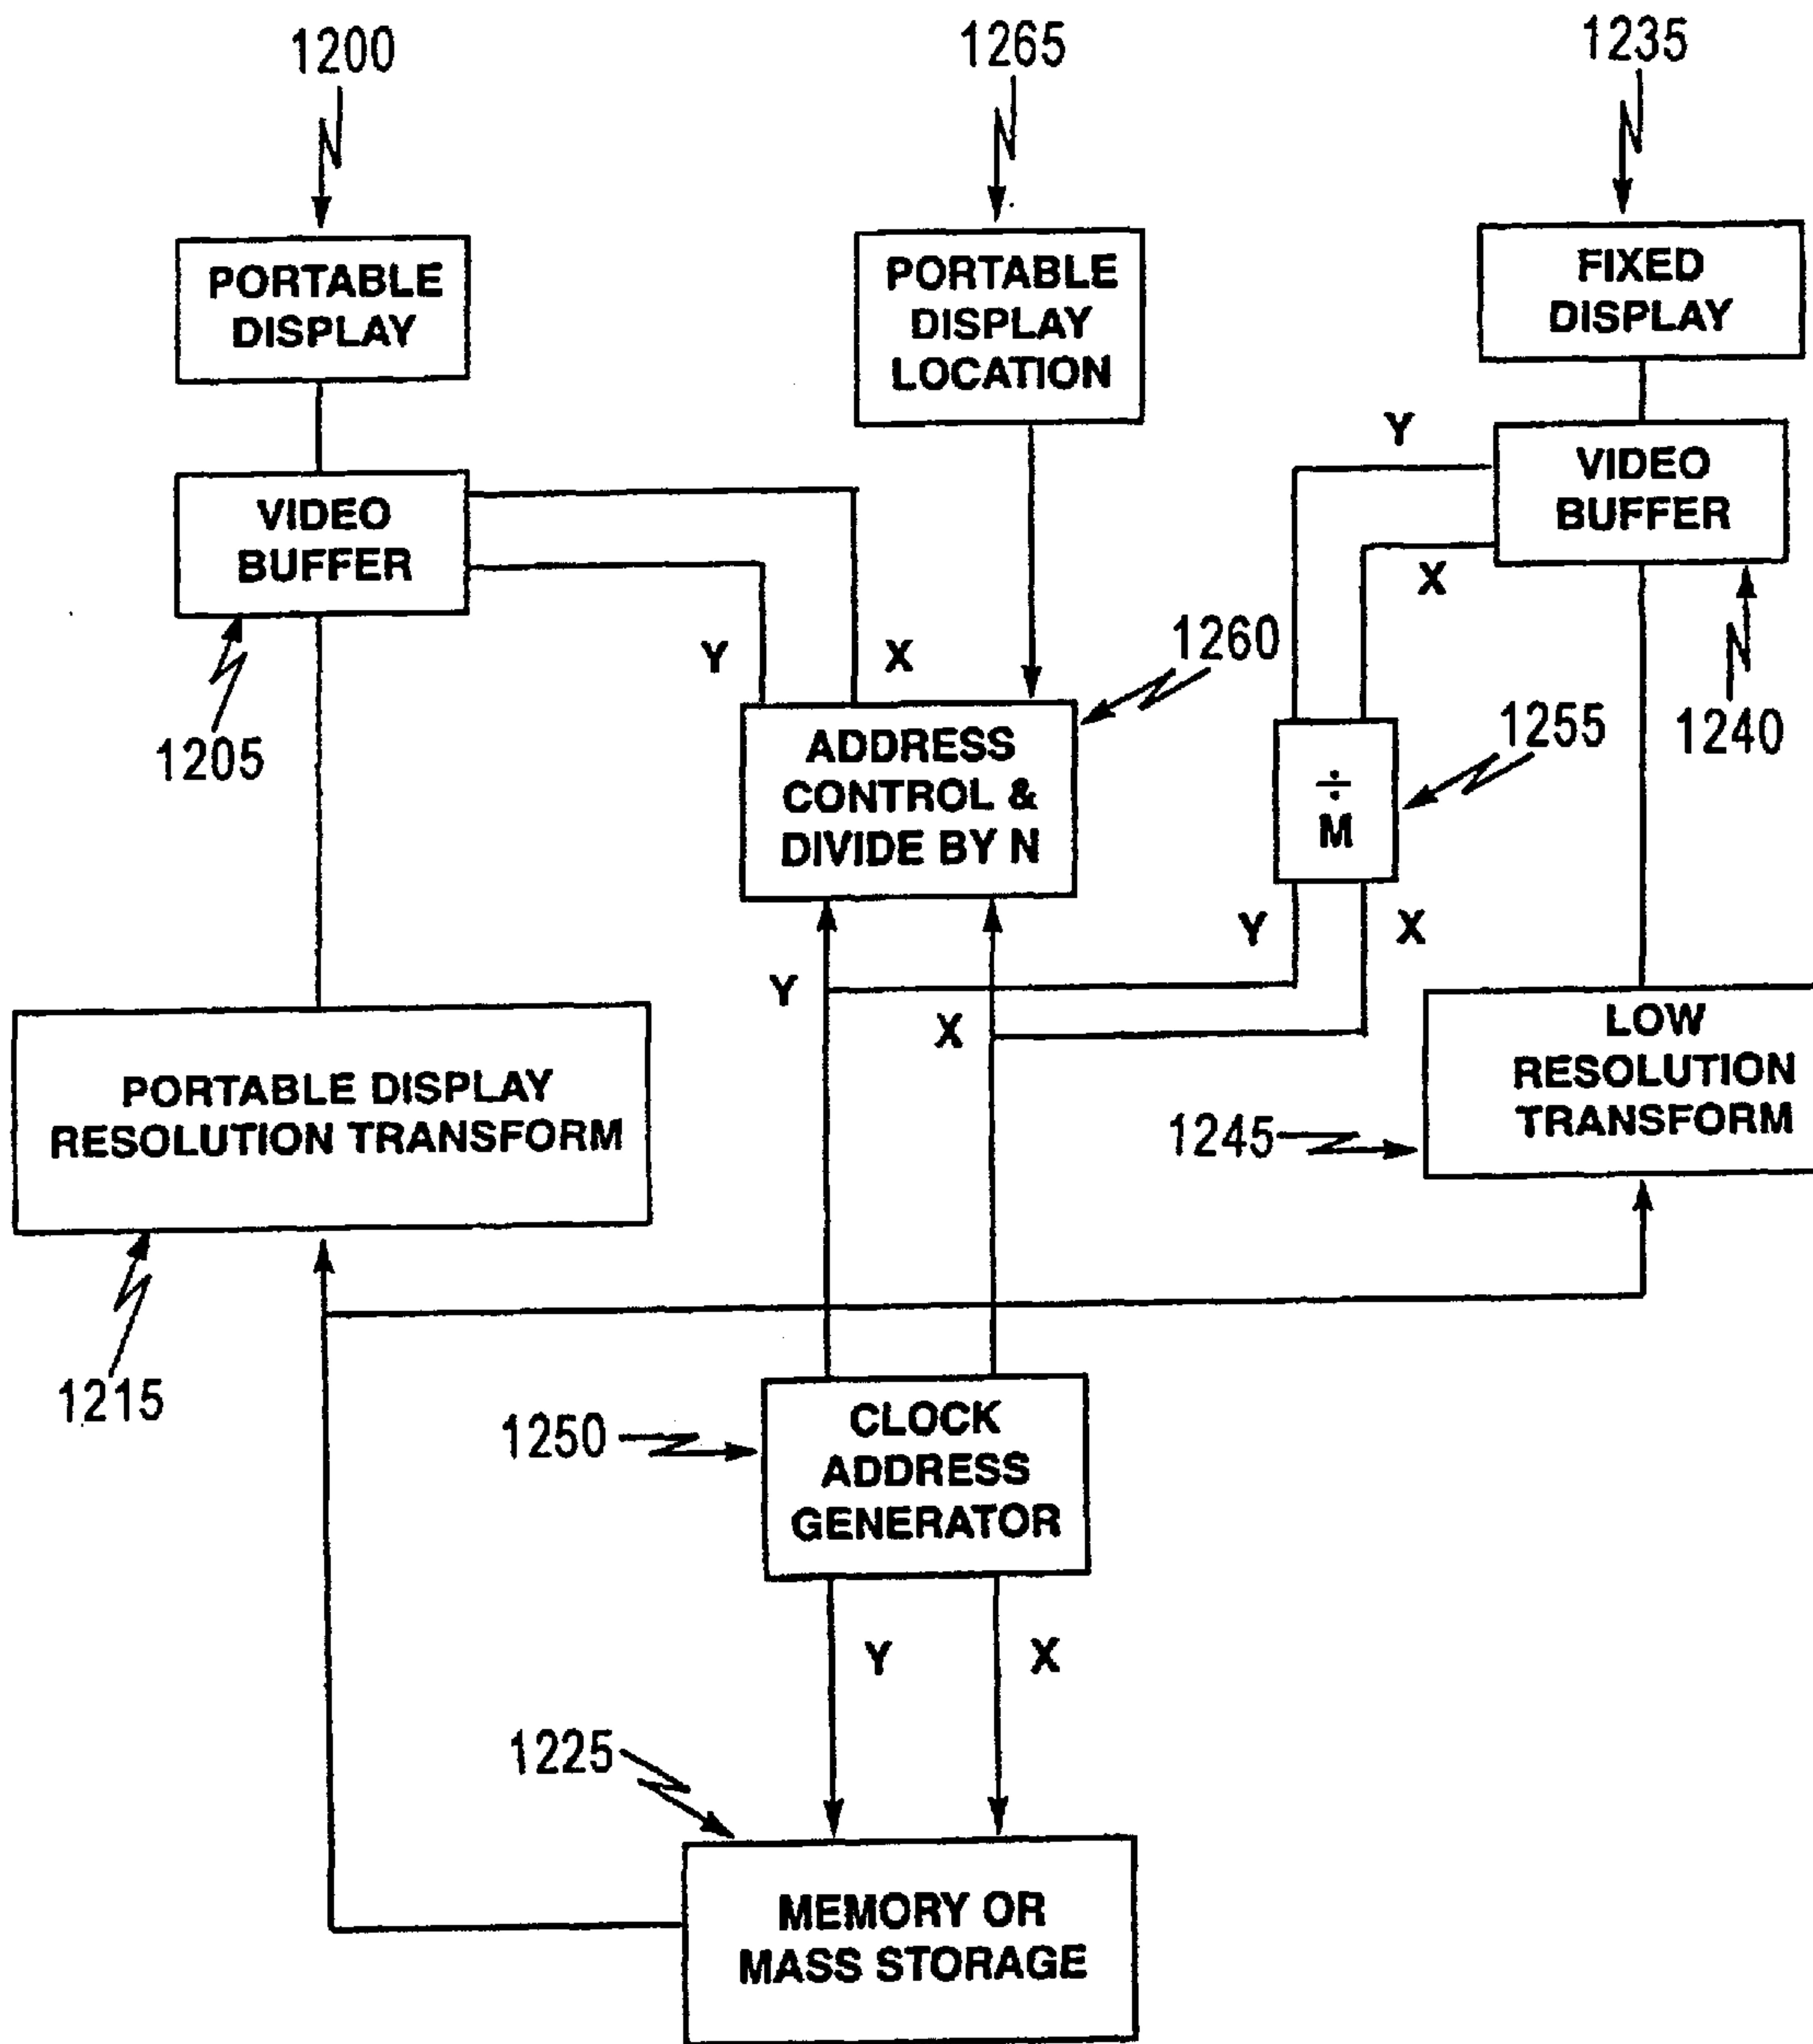 1200
1265
1235
PORTABLE
DISPLAY
PORTABLE
DISPLAY
LOCATION
FIXED
DISPLAY
VIDEO
BUFFER
Y
VIDEO
BUFFER
X
Y
X
1260
1205
1255
1240
ADDRESS
CONTROL &
DIVIDE BY N
÷
M
Y
X
Y
X
PORTABLE DISPLAY
RESOLUTION TRANSFORM
LOW
RESOLUTION
TRANSFORM
1245
1215
1250
CLOCK
ADDRESS
GENERATOR
Y
X
1225
MEMORY OR
MASS STORAGE